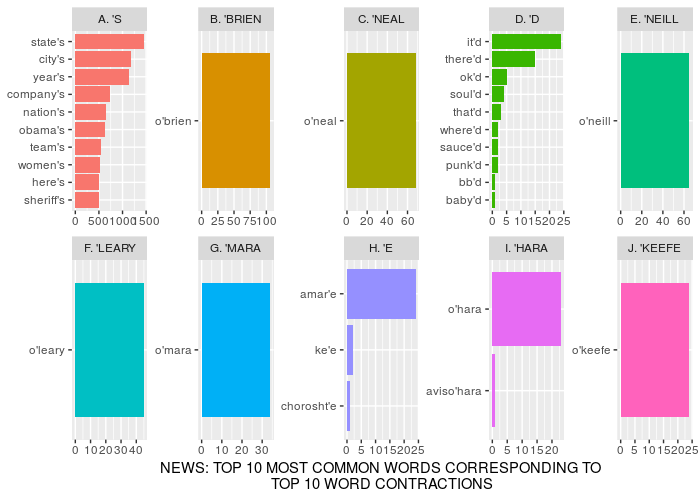 A. 'S
B. 'BRIEN
C. 'NEAL
D. 'D
E. 'NEILL
state's
city's
year's
company's
nation's
obama's
team's
women's
here's
sheriff's
0 500 1000 1500
o'brien
0 25 50 75 100
o'neal
0 20 40 60
it'd
there'd
ok'd
soul'd
that'd
where'd
sauce'd
punk'd
bb'd
baby'd
0 5 10 15 20 25
o'neill
0 20 40 60
F. 'LEARY
G. 'MARA
H. 'E
I. 'HARA
J. 'KEEFE
o'leary
0 10 20 30 40
o'mara
0 10 20 30
amar'e
ke'e
chorosht'e
0 5 10 15 20 25
o'hara
aviso'hara
0 5 10 15 20
o'keefe
0 5 10 15 20 25
NEWS: TOP 10 MOST COMMON WORDS CORRESPONDING TO
TOP 10 WORD CONTRACTIONS